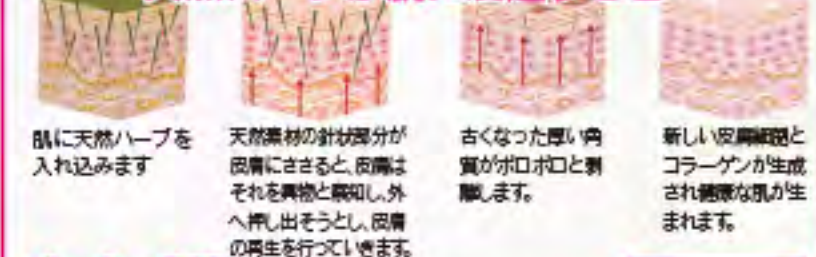 肌に天然ハーブを
入れ込みます
天然素材の針状部分が
皮膚にささると、皮膚は
それを異物と認知し、外
へ押し出そうとし、皮膚
の再生を行っていきます。
古くなった厚い角
質がポロポロと剥
離します。
新しい皮膚細胞と
コラーゲンが生成
され健康な肌が生
まれます。